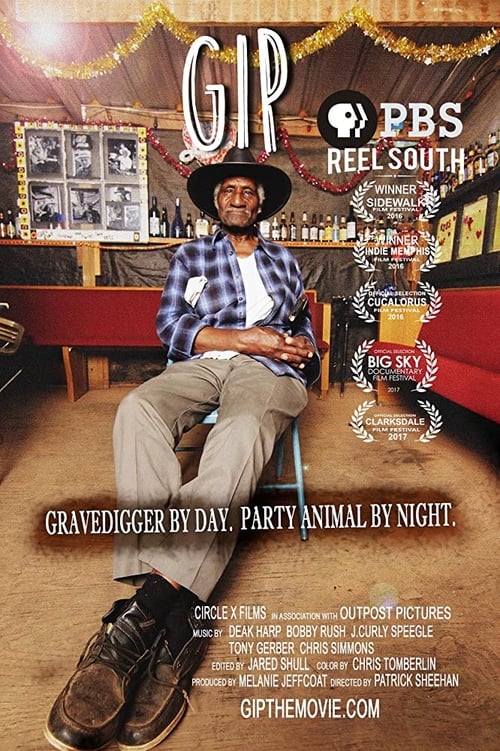 GIP
PBS
REEL SOUTH
WINNER
SIDEWALK
FILM FESTIVAL
2016
WINNER
INDIE MEMPHIS
FILM FESTIVAL
2016
OFFICIAL SELECTION
CUCALORUS
FILM FESTIVAL
2016
OFFICIAL SELECTION
BIG SKY
DOCUMENTARY
FILM FESTIVAL
2017
OFFICIAL SELECTION
CLARKSDALE
FILM FESTIVAL
2017
GRAVEDIGGER BY DAY. PARTY ANIMAL BY NIGHT.
CIRCLE X FILMS IN ASSOCIATION WITH OUTPOST PICTURES
MUSIC BY DEAK HARP BOBBY RUSH J.CURLY SPEEGLE
TONY GERBER CHRIS SIMMONS
EDITED BY JARED SHULL COLOR BY CHRIS TOMBERLIN
PRODUCED BY MELANIE JEFFCOAT DIRECTED BY PATRICK SHEEHAN
GIPTHEMOVIE.COM